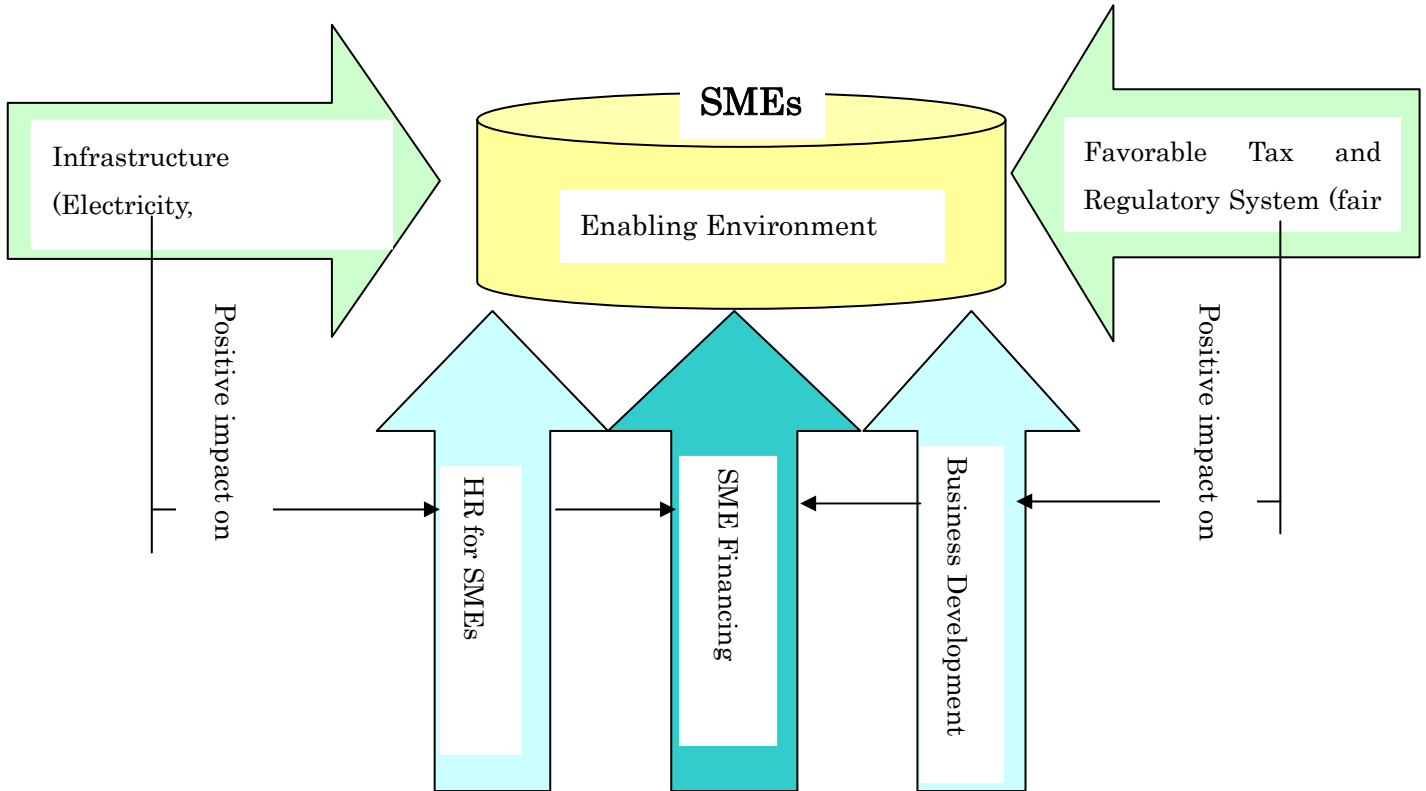 SMEs
Infrastructure
(Electricity,
Enabling Environment
Favorable Tax and
Regulatory System (fair
Positive impact on
Positive impact on
HR for SMEs
SME Financing
Business Development